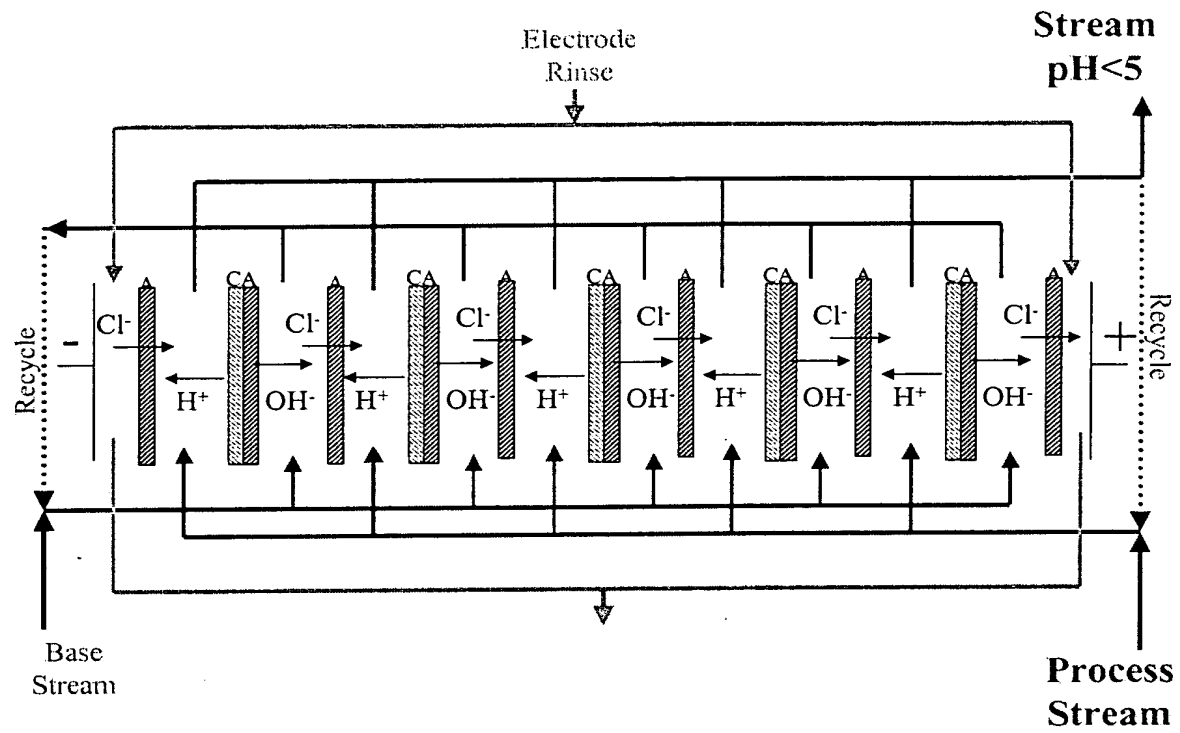 Electrode
Rinse
Stream
pH<5
A CA A CA A CA A CA A CA A
Cl- Cl- Cl- Cl- Cl- Cl-
- +
H+ OH- H+ OH- H+ OH- H+ OH- H+ OH-
Recycle
Recycle
Base
Stream
Process
Stream